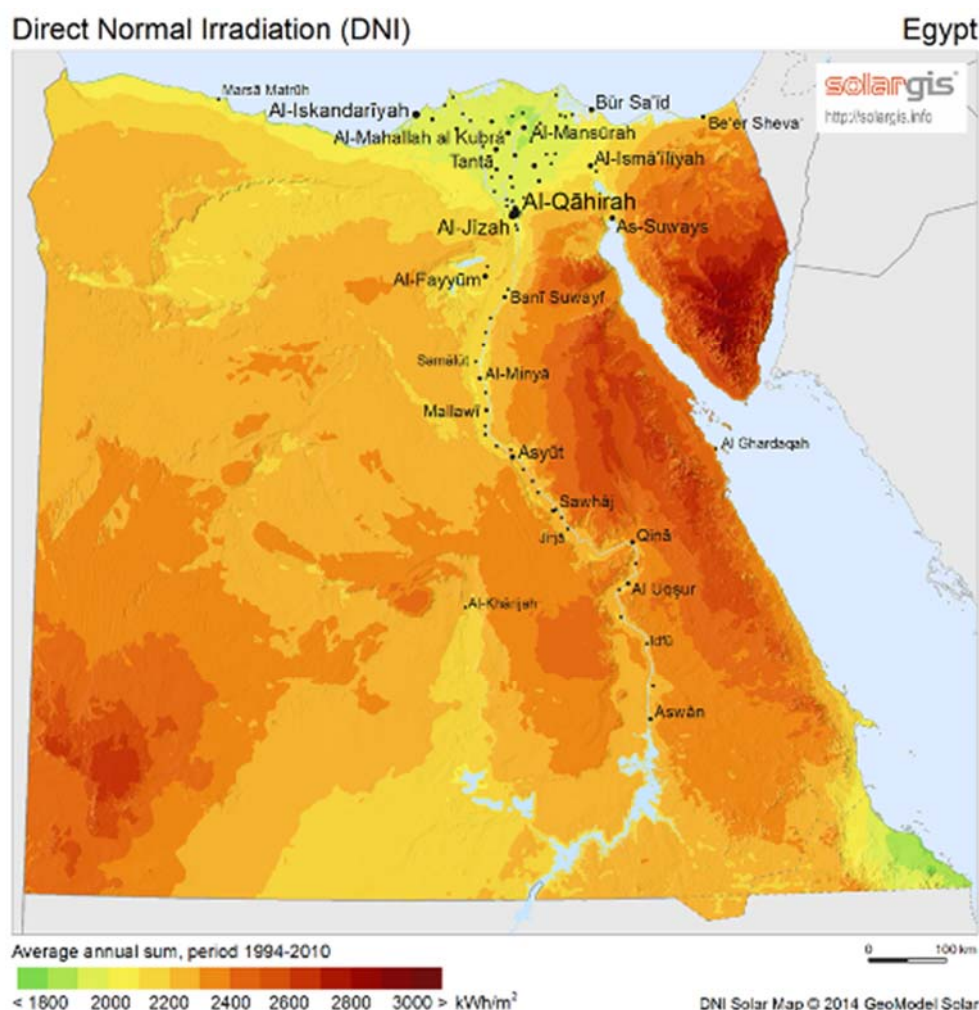 Direct Normal Irradiation (DNI)
Egypt
solargis
http://solargis.info
Marsá Matrūh
Al-Iskandarīyah
Būr Sa'īd
Be'er Sheva'
Al-Mahallah al Kubrá
Al-Mansūrah
Tantā
Al-Ismā'īlīyah
Al-Qāhirah
Al-Jīzah
As-Suways
Al-Fayyūm
Banī Suwayf
Samālūt
Al-Minyā
Mallawī
Al Ghardaqah
Asyūt
Sawhāj
Jirjā
Qinā
Al Uqşur
Al-Khārijah
Idfū
Aswān
Average annual sum, period 1994-2010
0 100 km
< 1800 2000 2200 2400 2600 2800 3000 > kWh/m²
DNI Solar Map © 2014 GeoModel Solar